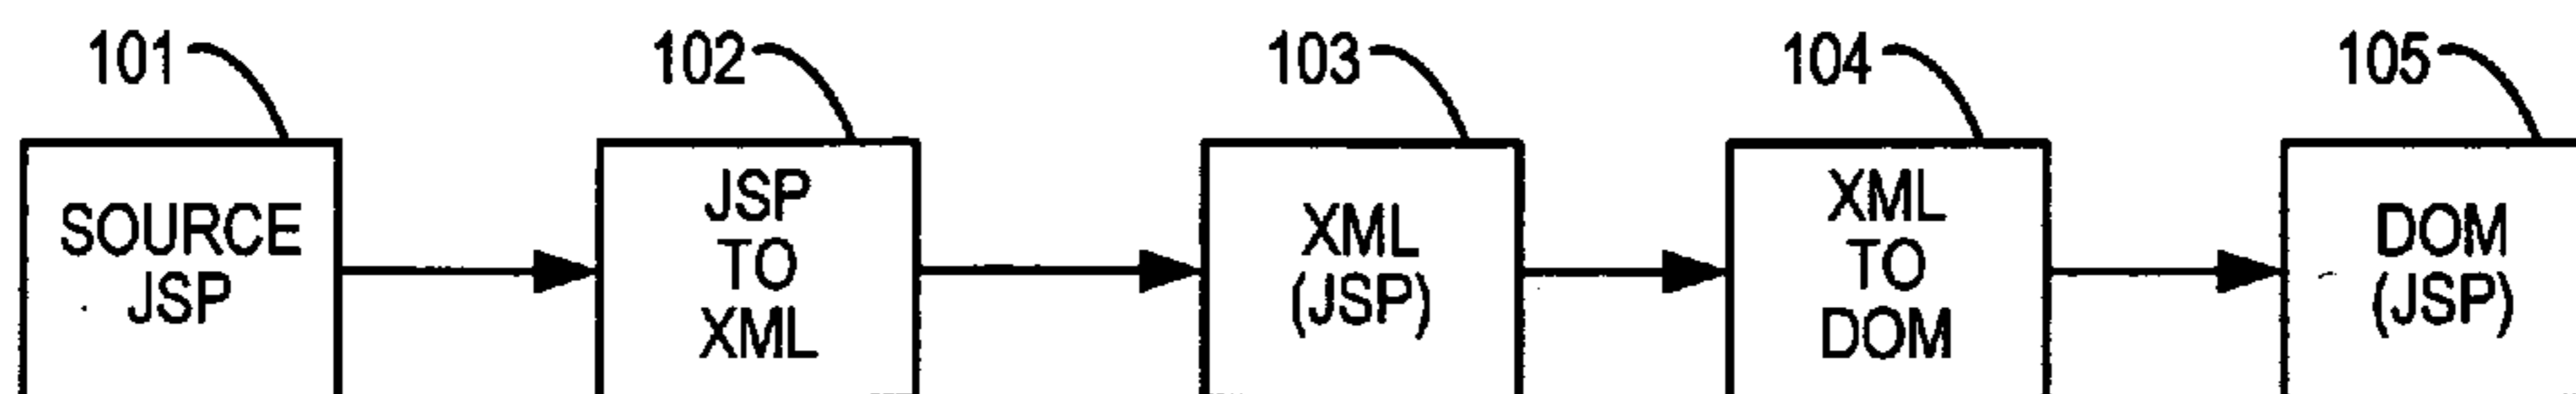 101
102
103
104
105
SOURCE
JSP
JSP
TO
XML
XML
(JSP)
XML
TO
DOM
DOM
(JSP)